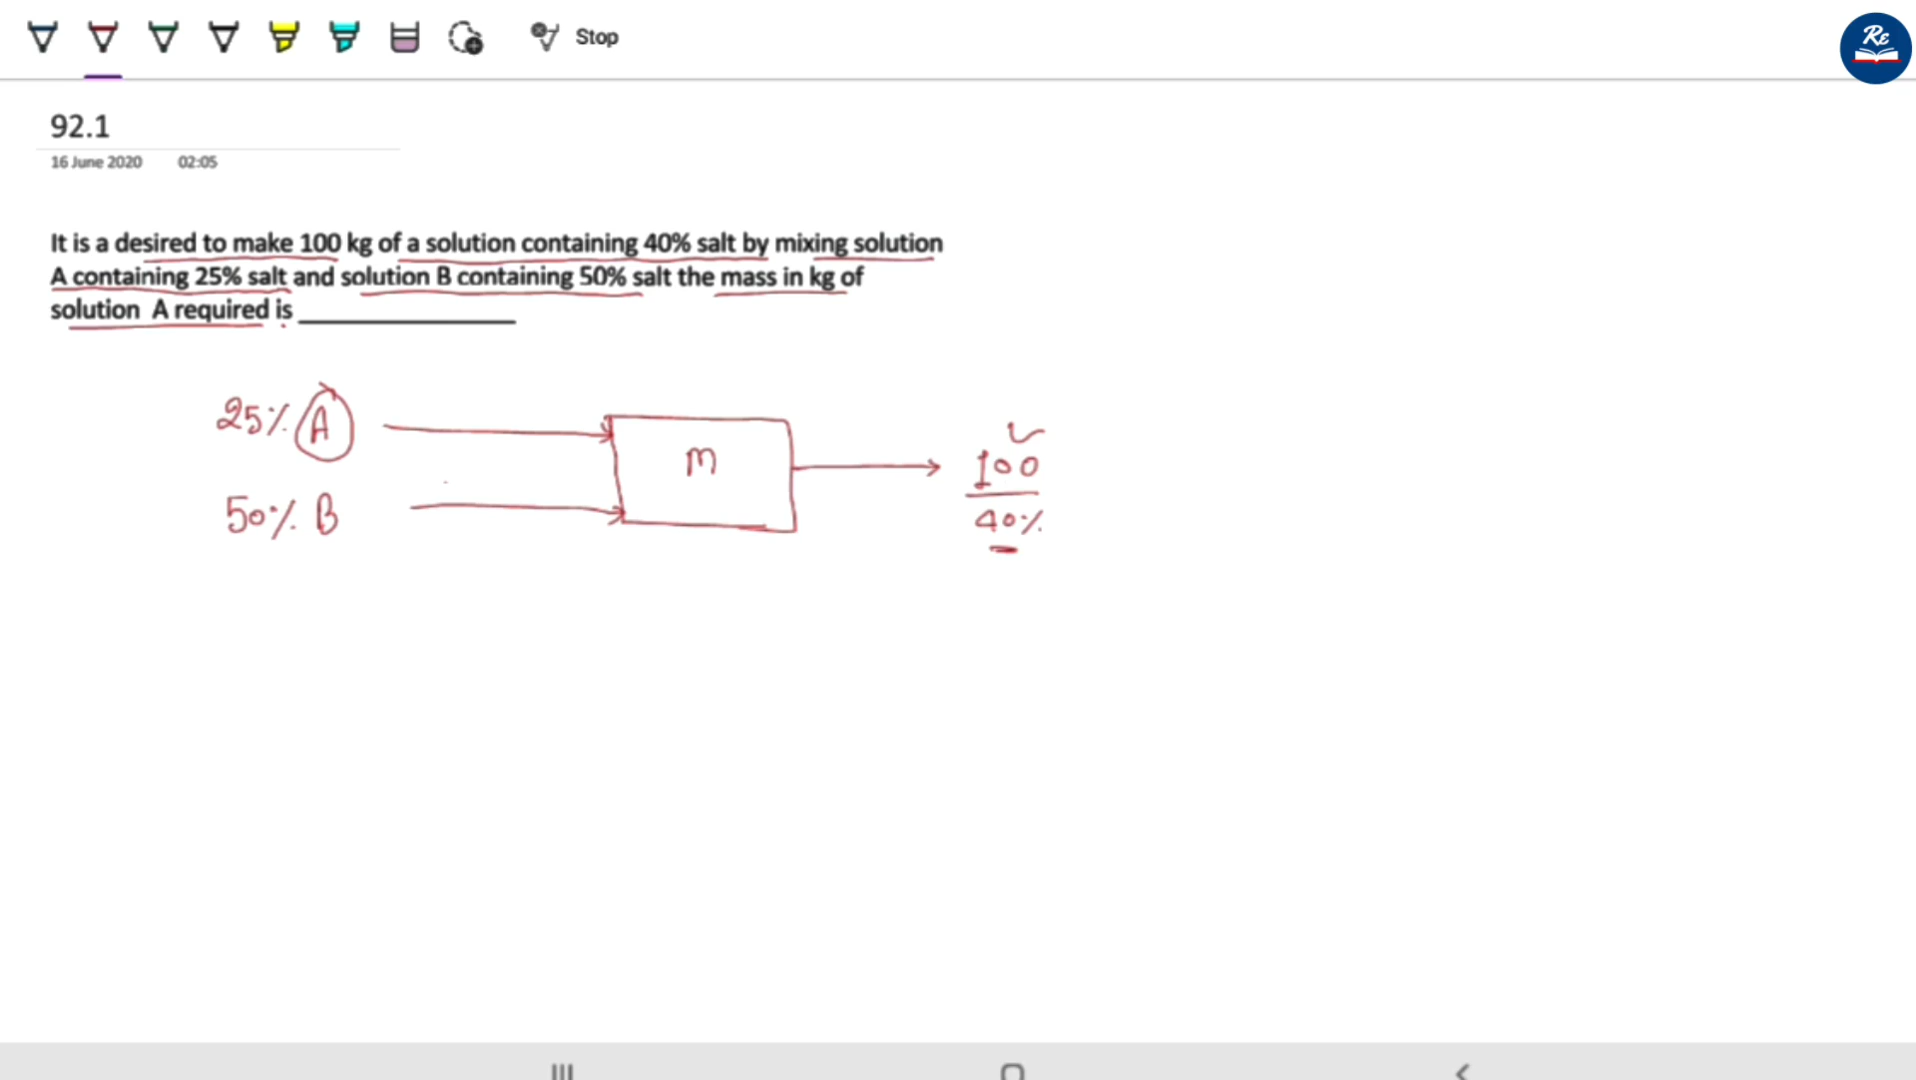 Stop
RE
92.1
16 June 2020 02:05
It is a desired to make 100 kg of a solution containing 40% salt by mixing solution
A containing 25% salt and solution B containing 50% salt the mass in kg of
solution A required is ________________
25% A
50% B
m
100
40%